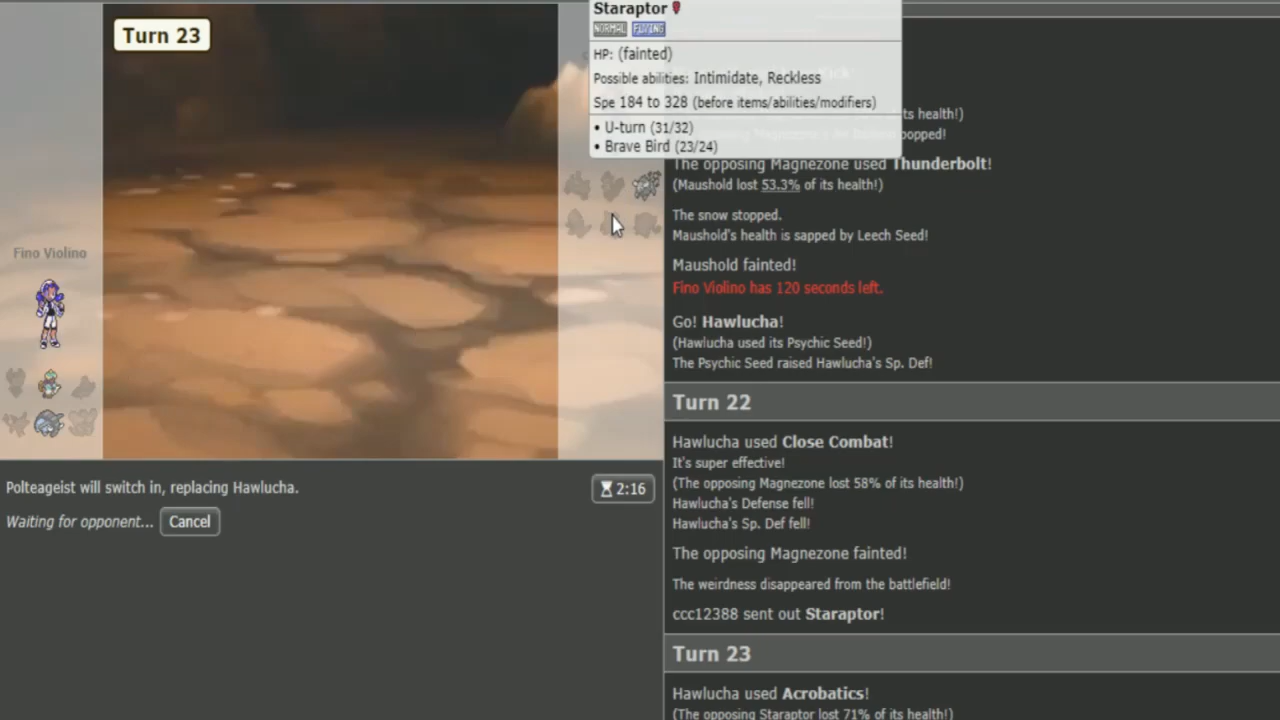 Turn 23
Staraptor
NORMAL FLYING
HP: (fainted)
Possible abilities: Intimidate, Reckless
Spe 184 to 328 (before items/abilities/modifiers)
• U-turn (31/32)
• Brave Bird (23/24)
Fino Violino
Polteageist will switch in, replacing Hawlucha.
2:16
Waiting for opponent... Cancel
ts health!)
popped!
The opposing Magnezone used Thunderbolt!
(Maushold lost 53.3% of its health!)
The snow stopped.
Maushold's health is sapped by Leech Seed!
Maushold fainted!
Fino Violino has 120 seconds left.
Go! Hawlucha!
(Hawlucha used its Psychic Seed!)
The Psychic Seed raised Hawlucha's Sp. Def!
Turn 22
Hawlucha used Close Combat!
It's super effective!
(The opposing Magnezone lost 58% of its health!)
Hawlucha's Defense fell!
Hawlucha's Sp. Def fell!
The opposing Magnezone fainted!
The weirdness disappeared from the battlefield!
ccc12388 sent out Staraptor!
Turn 23
Hawlucha used Acrobatics!
(The opposing Staraptor lost 71% of its health!)